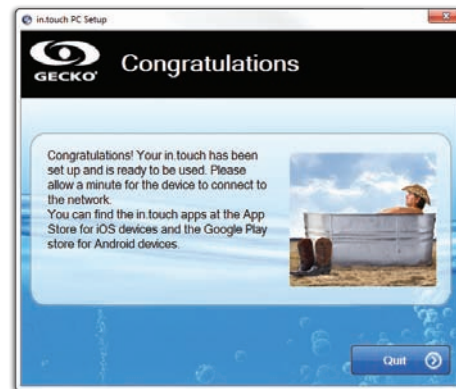 in.touch PC Setup
GECKO
Congratulations
Congratulations! Your in.touch has been
set up and is ready to be used. Please
allow a minute for the device to connect to
the network.
You can find the in.touch apps at the App
Store for iOS devices and the Google Play
store for Android devices.
Quit